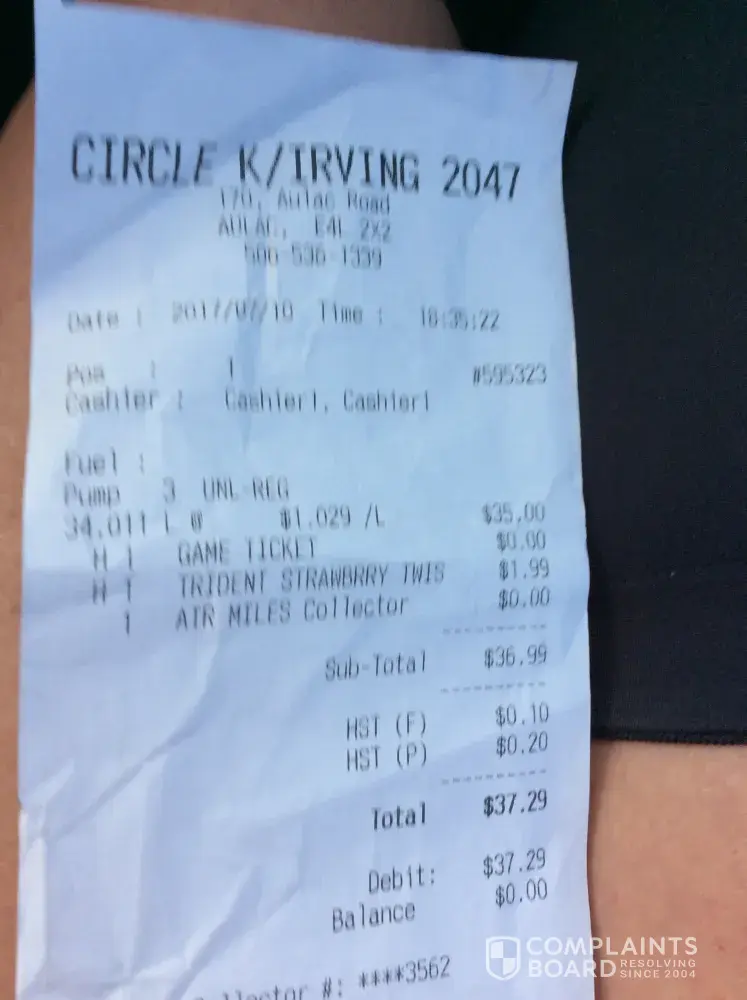 CIRCLE K/IRVING 2047
170, Aulac Road
AULAC, E4L 2X2
506-536-1339
Date : 2017/07/10 Time : 18:35:22
Pos : 1 #595323
Cashier : Cashier1, Cashier1
Fuel :
Pump 3 UNL-REG
34.011 L @ $1.029 /L $35.00
H 1 GAME TICKET $0.00
H 1 TRIDENT STRAWBRRY TWIS $1.99
1 AIR MILES Collector $0.00
Sub-Total $36.99
HST (F) $0.10
HST (P) $0.20
Total $37.29
Debit: $37.29
Balance $0.00
Collector #: ****3562
COMPLAINTS
BOARD RESOLVING SINCE 2004